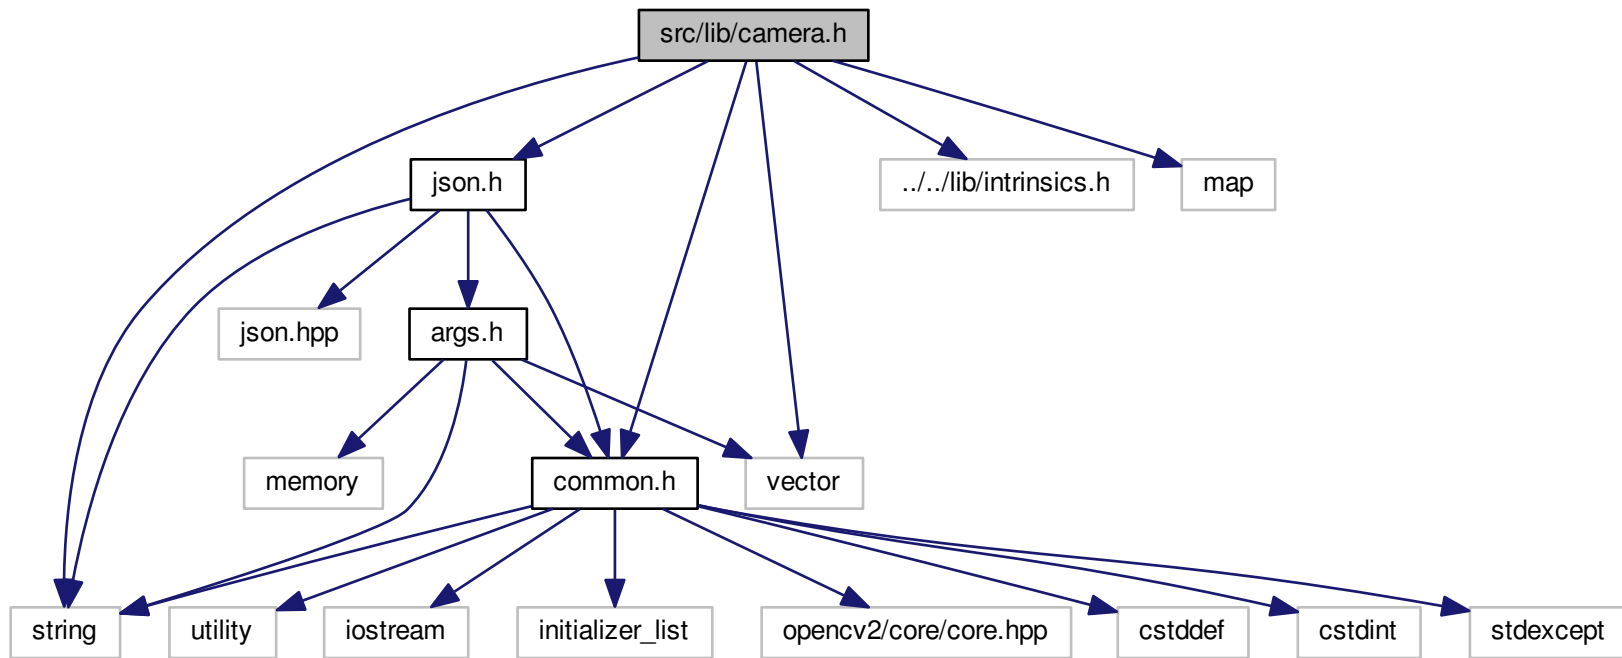 src/lib/camera.h
json.h
../../lib/intrinsics.h
map
json.hpp
args.h
memory
common.h
vector
string
utility
iostream
initializer_list
opencv2/core/core.hpp
cstddef
cstdint
stdexcept